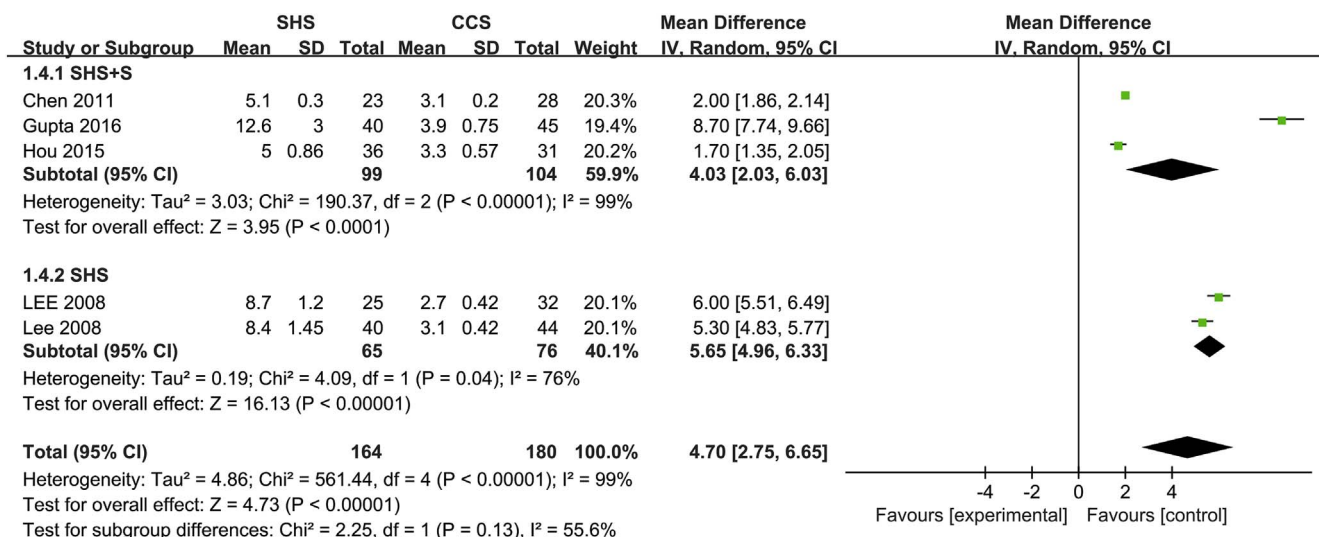 SHS CCS Mean Difference Mean Difference
Study or Subgroup Mean SD Total Mean SD Total Weight IV, Random, 95% CI IV, Random, 95% CI
1.4.1 SHS+S
Chen 2011 5.1 0.3 23 3.1 0.2 28 20.3% 2.00 [1.86, 2.14]
Gupta 2016 12.6 3 40 3.9 0.75 45 19.4% 8.70 [7.74, 9.66]
Hou 2015 5 0.86 36 3.3 0.57 31 20.2% 1.70 [1.35, 2.05]
Subtotal (95% CI) 99 104 59.9% 4.03 [2.03, 6.03]
Heterogeneity: Tau² = 3.03; Chi² = 190.37, df = 2 (P < 0.00001); I² = 99%
Test for overall effect: Z = 3.95 (P < 0.0001)
1.4.2 SHS
LEE 2008 8.7 1.2 25 2.7 0.42 32 20.1% 6.00 [5.51, 6.49]
Lee 2008 8.4 1.45 40 3.1 0.42 44 20.1% 5.30 [4.83, 5.77]
Subtotal (95% CI) 65 76 40.1% 5.65 [4.96, 6.33]
Heterogeneity: Tau² = 0.19; Chi² = 4.09, df = 1 (P = 0.04); I² = 76%
Test for overall effect: Z = 16.13 (P < 0.00001)
Total (95% CI) 164 180 100.0% 4.70 [2.75, 6.65]
Heterogeneity: Tau² = 4.86; Chi² = 561.44, df = 4 (P < 0.00001); I² = 99%
Test for overall effect: Z = 4.73 (P < 0.00001)
Test for subgroup differences: Chi² = 2.25, df = 1 (P = 0.13), I² = 55.6%
-4 -2 0 2 4
Favours [experimental] Favours [control]